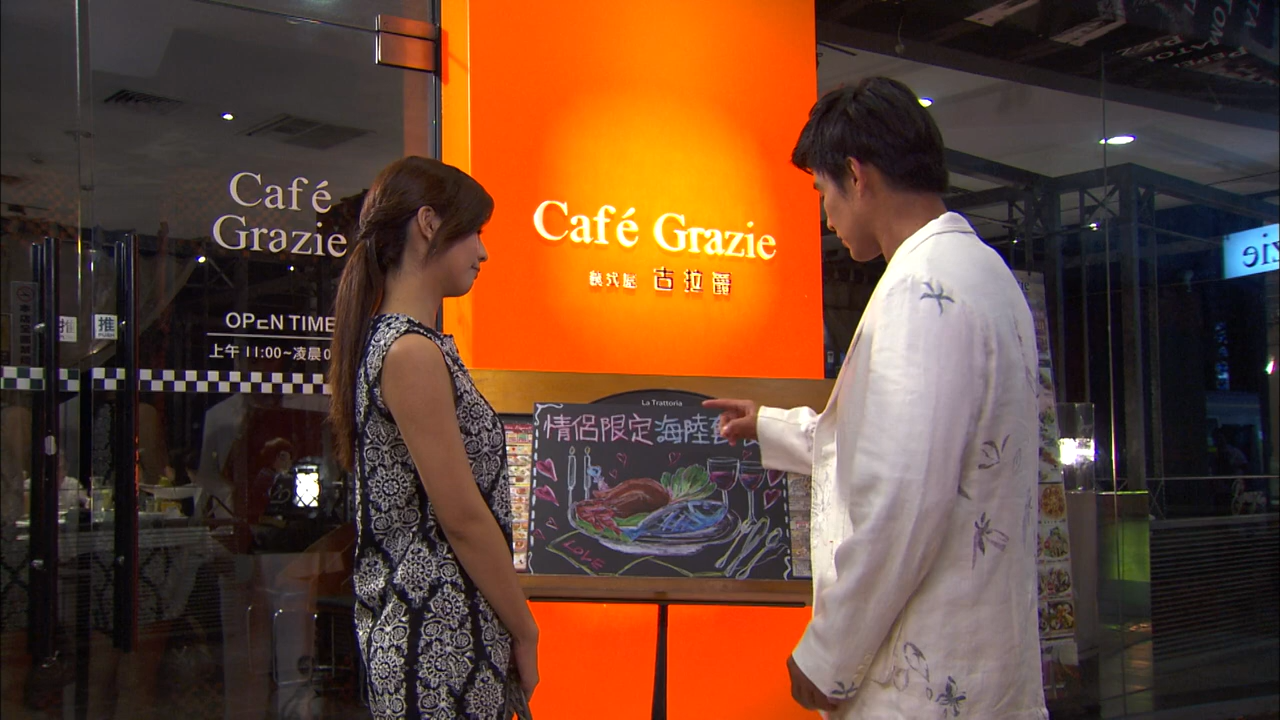 Café
Grazie
OPEN TIME
上午 11:00~凌晨0
推
PUSH
推
Café Grazie
義式屋 古拉爵
La Trattoria
情侶限定 海陸套
LOVE